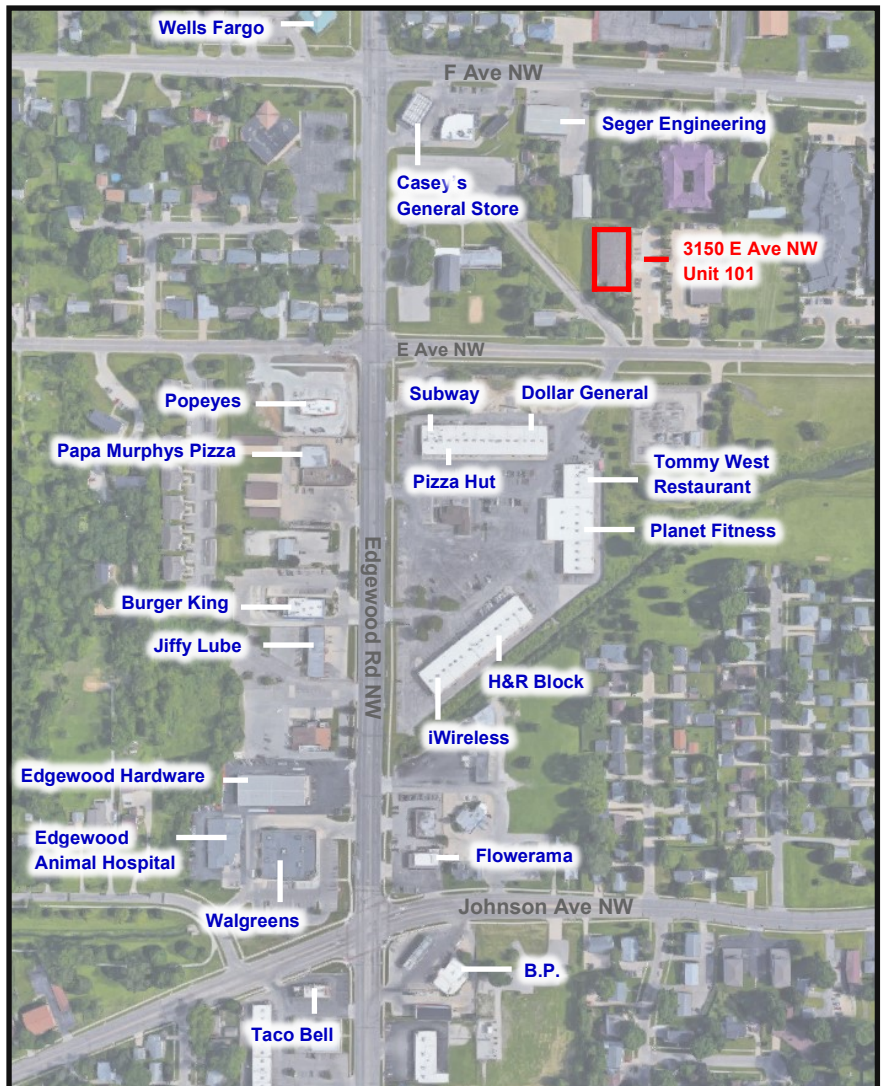 Wells Fargo
F Ave NW
Seger Engineering
Casey's
General Store
3150 E Ave NW
Unit 101
E Ave NW
Popeyes
Subway
Dollar General
Papa Murphys Pizza
Pizza Hut
Tommy West
Restaurant
Planet Fitness
Edgewood Rd NW
Burger King
Jiffy Lube
H&R Block
iWireless
Edgewood Hardware
Edgewood
Animal Hospital
Flowerama
Walgreens
Johnson Ave NW
B.P.
Taco Bell